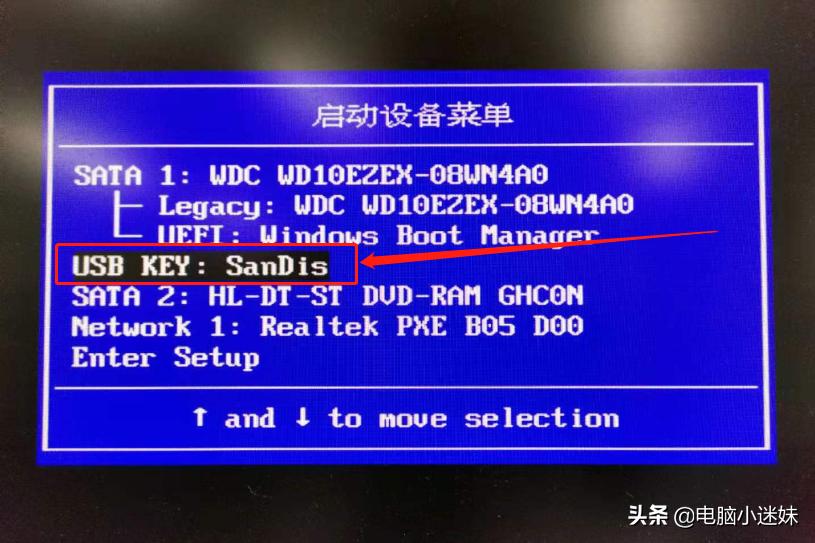 启动设备菜单
SATA 1: WDC WD10EZEX-08WN4A0
Legacy: WDC WD10EZEX-08WN4A0
UEFI: Windows Boot Manager
USB KEY: SanDis
SATA 2: HL-DT-ST DVD-RAM GHC0N
Network 1: Realtek PXE B05 D00
Enter Setup
↑ and ↓ to move selection
头条 @电脑小迷妹